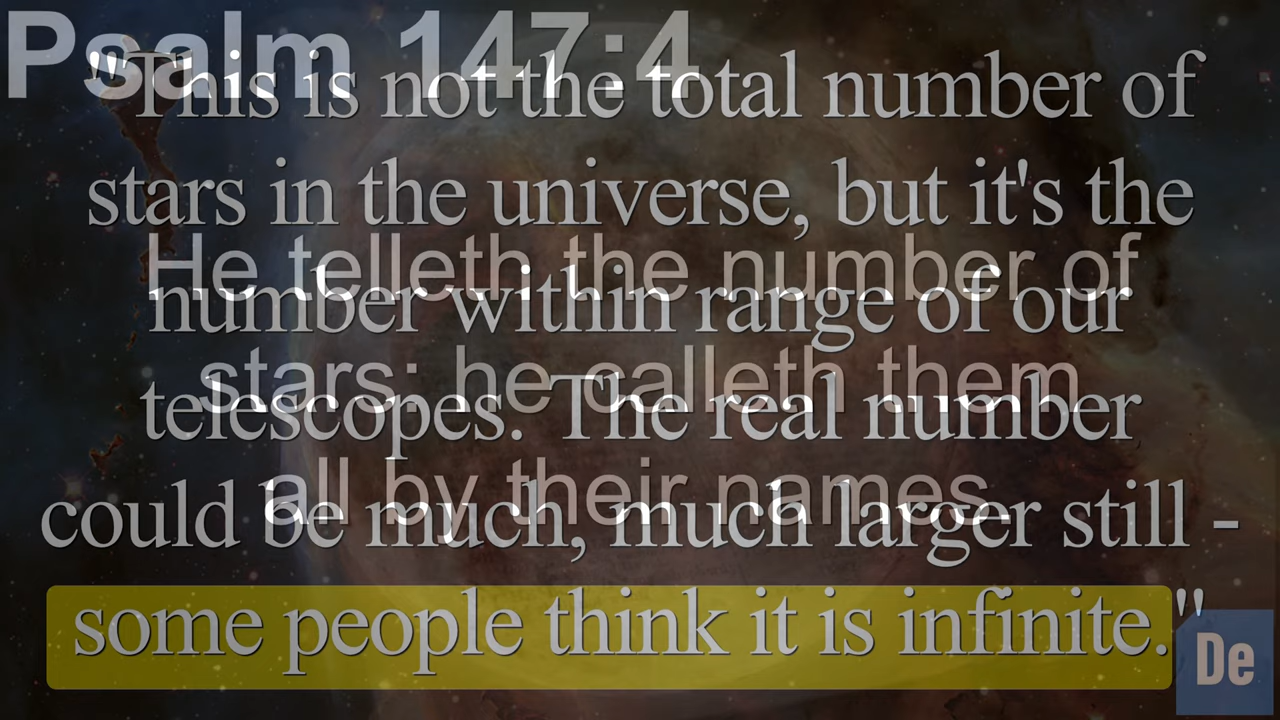 Psalm 147:4
"This is not the total number of
stars in the universe, but it's the
number within range of our
telescopes. The real number
could be much, much larger still -
some people think it is infinite."
He telleth the number of
stars; he calleth them
all by their names.
De